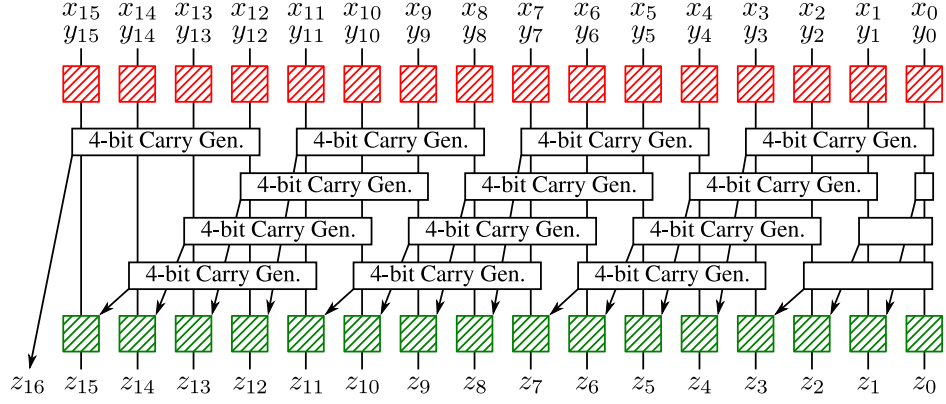 x₁₅ x₁₄ x₁₃ x₁₂ x₁₁ x₁₀ x₉ x₈ x₇ x₆ x₅ x₄ x₃ x₂ x₁ x₀
y₁₅ y₁₄ y₁₃ y₁₂ y₁₁ y₁₀ y₉ y₈ y₇ y₆ y₅ y₄ y₃ y₂ y₁ y₀
4-bit Carry Gen. 4-bit Carry Gen. 4-bit Carry Gen. 4-bit Carry Gen.
4-bit Carry Gen. 4-bit Carry Gen. 4-bit Carry Gen.
4-bit Carry Gen. 4-bit Carry Gen. 4-bit Carry Gen.
4-bit Carry Gen. 4-bit Carry Gen. 4-bit Carry Gen.
z₁₆ z₁₅ z₁₄ z₁₃ z₁₂ z₁₁ z₁₀ z₉ z₈ z₇ z₆ z₅ z₄ z₃ z₂ z₁ z₀